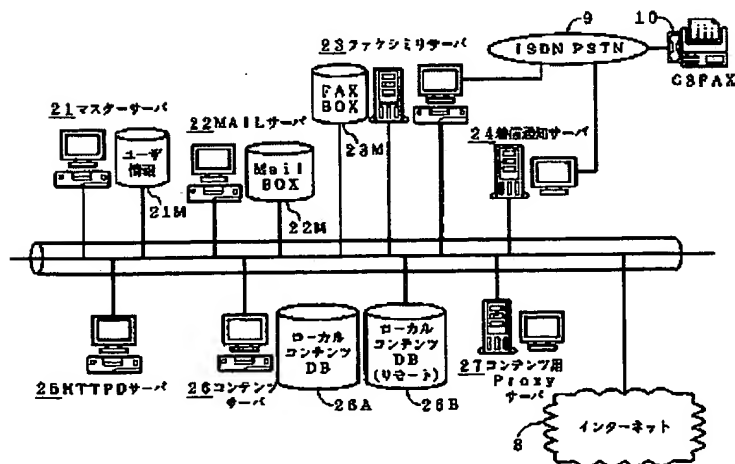 9
10
ISDN PSTN
G3FAX
23ファクシミリサーバ
FAX
BOX
23M
21マスターサーバ
ユーザ
情報
21M
22MAILサーバ
Mail
BOX
22M
24着信通知サーバ
25HTTPDサーバ
26コンテンツ
サーバ
ローカル
コンテンツ
DB
26A
ローカル
コンテンツ
DB
(リモート)
26B
27コンテンツ用
Proxy
サーバ
8
インターネット